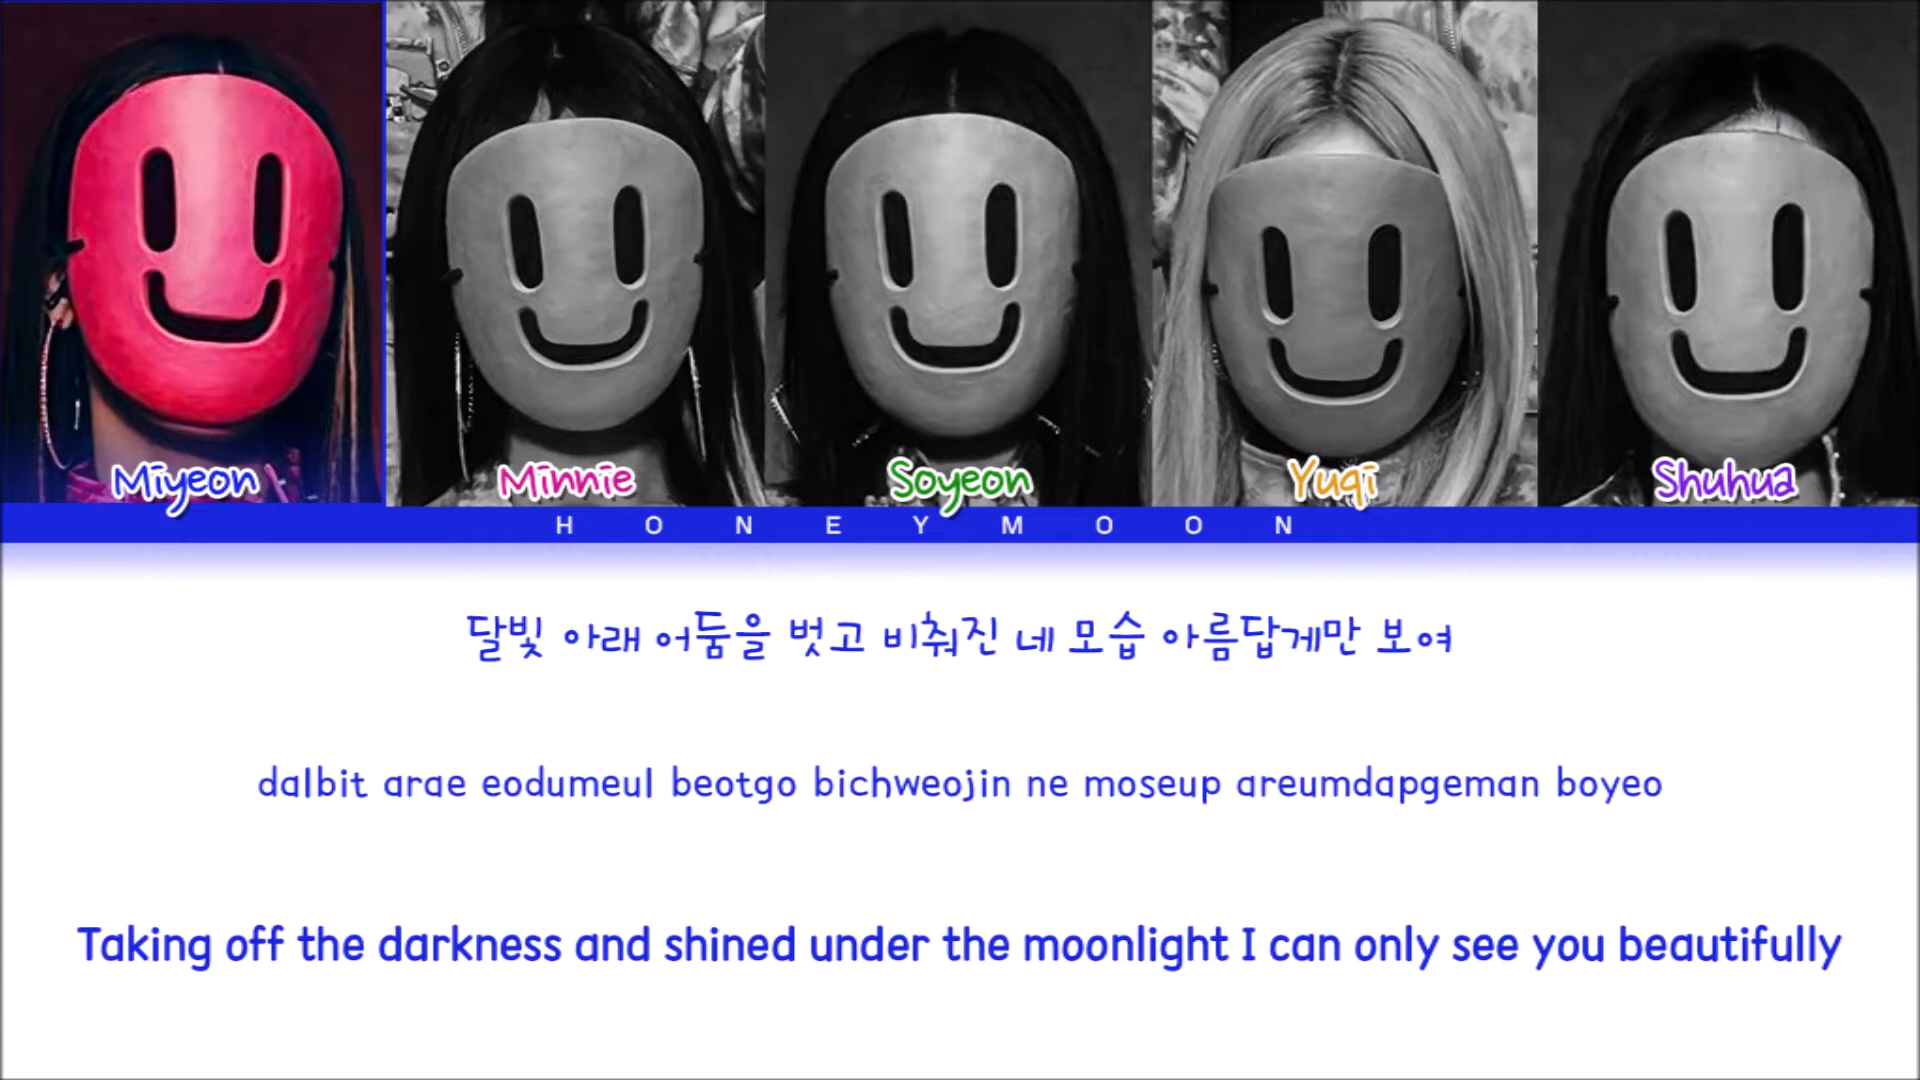 Miyeon Minnie Soyeon Yuqi Shuhua
HONEYMOON
달빛 아래 어둠을 벗고 비춰진 네 모습 아름답게만 보여
dalbit arae eodumeul beotgo bichweojin ne moseup areumdapgeman boyeo
Taking off the darkness and shined under the moonlight I can only see you beautifully